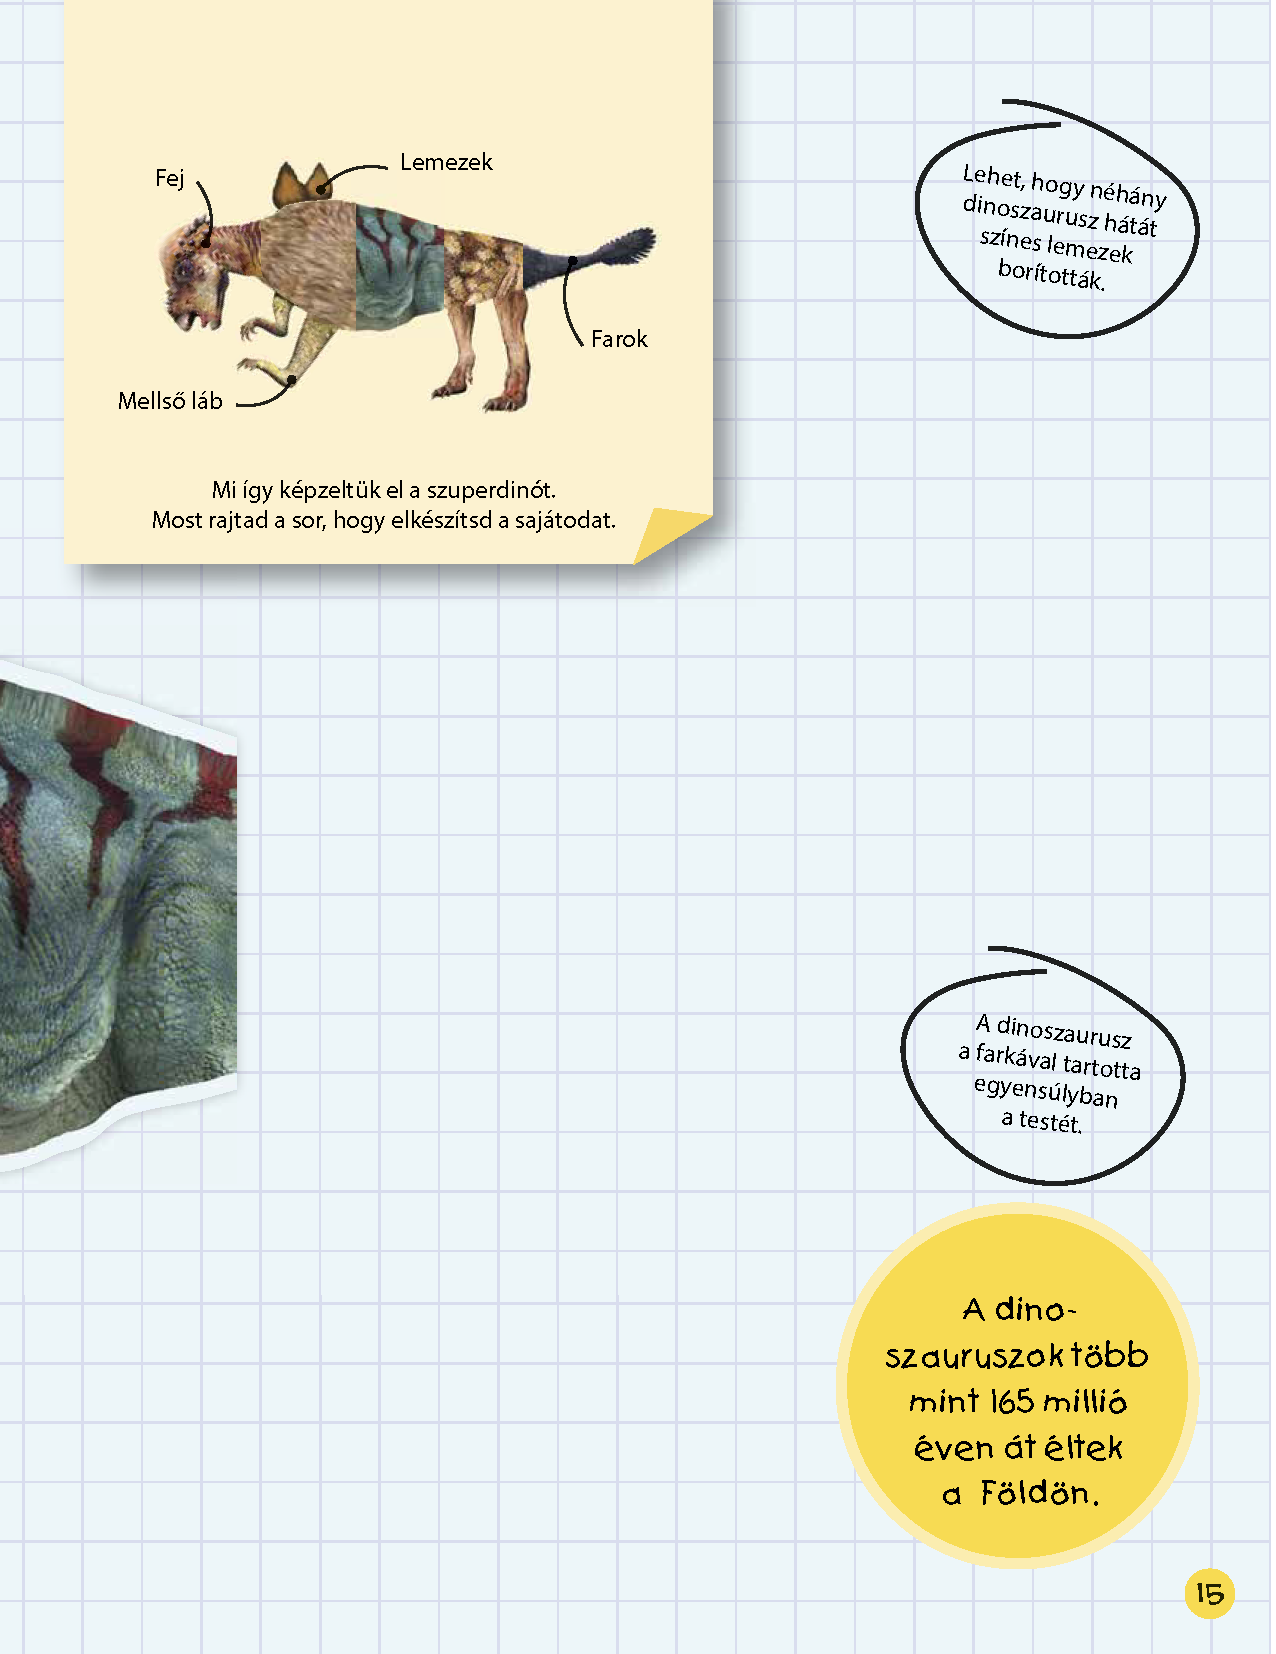 Fej
Lemezek
Farok
Mellső láb
Mi így képzeltük el a szuperdinót.
Most rajtad a sor, hogy elkészítsd a sajátodat.
Lehet, hogy néhány
dinoszaurusz hátát
színes lemezek
borították.
A dinoszaurusz
a farkával tartotta
egyensúlyban
a testét.
A dino-
szauruszok több
mint 165 millió
éven át éltek
a Földön.
15